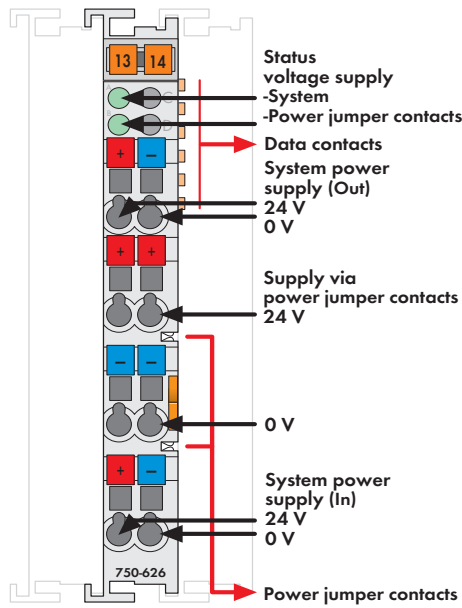 13 14
Status
voltage supply
A C
-System
B D
-Power jumper contacts
Data contacts
+ –
System power
supply (Out)
24 V
0 V
+ +
Supply via
power jumper contacts
24 V
– –
0 V
+ –
System power
supply (In)
24 V
0 V
750-626
Power jumper contacts